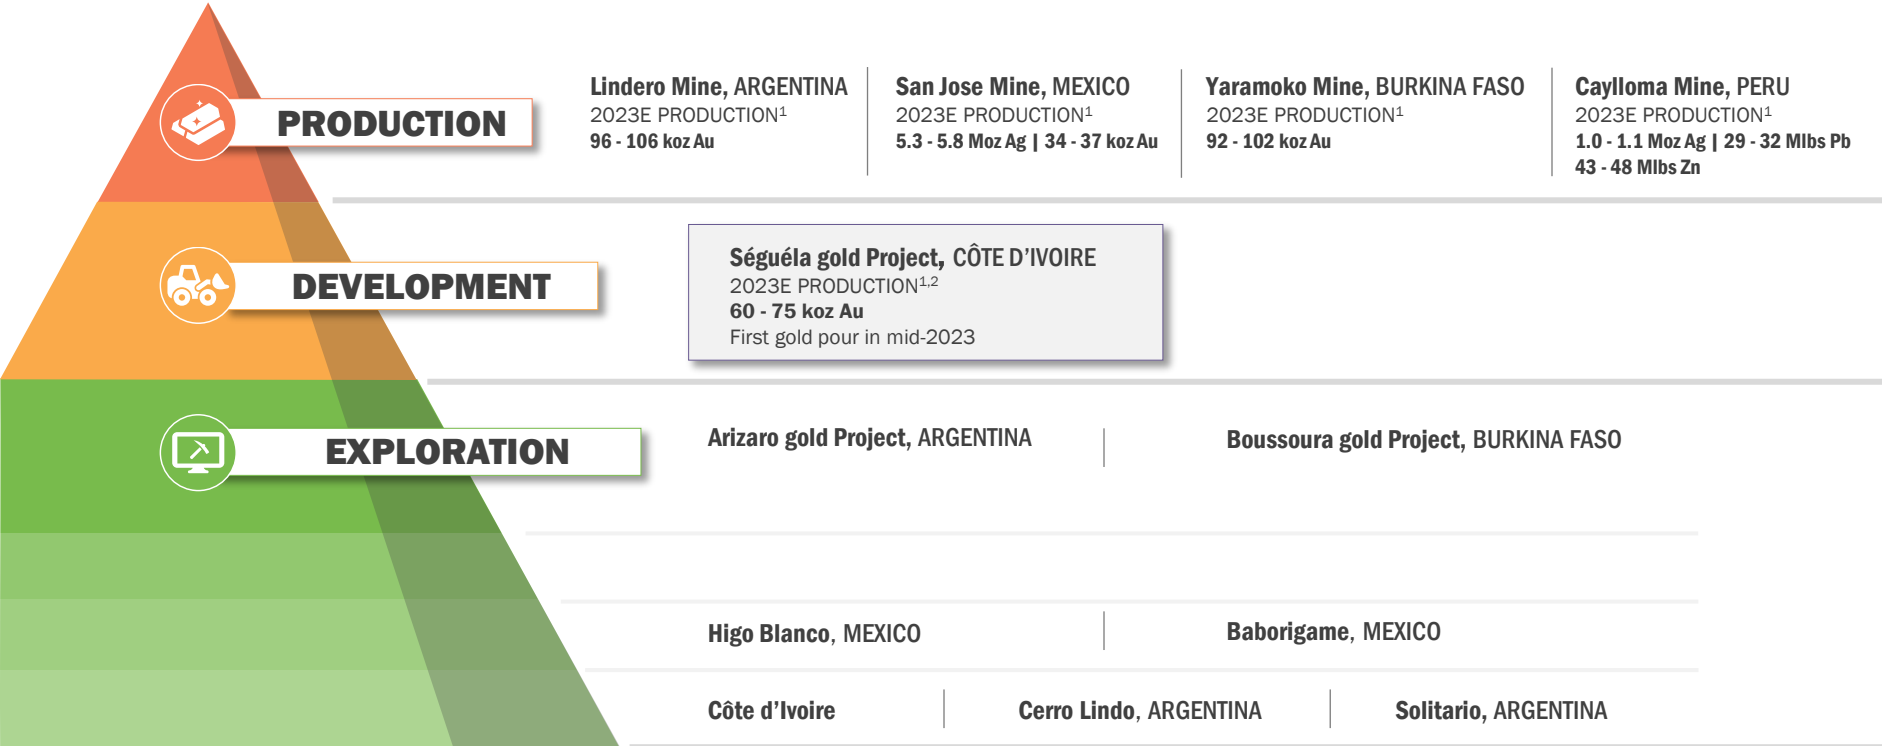 PRODUCTION
Lindero Mine, ARGENTINA
2023E PRODUCTION¹
96 - 106 koz Au
San Jose Mine, MEXICO
2023E PRODUCTION¹
5.3 - 5.8 Moz Ag | 34 - 37 koz Au
Yaramoko Mine, BURKINA FASO
2023E PRODUCTION¹
92 - 102 koz Au
Caylloma Mine, PERU
2023E PRODUCTION¹
1.0 - 1.1 Moz Ag | 29 - 32 Mlbs Pb
43 - 48 Mlbs Zn
DEVELOPMENT
Séguéla gold Project, CÔTE D’IVOIRE
2023E PRODUCTION¹,²
60 - 75 koz Au
First gold pour in mid-2023
EXPLORATION
Arizaro gold Project, ARGENTINA
Boussoura gold Project, BURKINA FASO
Higo Blanco, MEXICO
Baborigame, MEXICO
Côte d’Ivoire
Cerro Lindo, ARGENTINA
Solitario, ARGENTINA